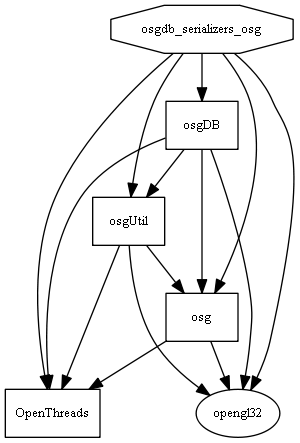 osgdb_serializers_osg
osgDB
osgUtil
osg
OpenThreads
opengl32